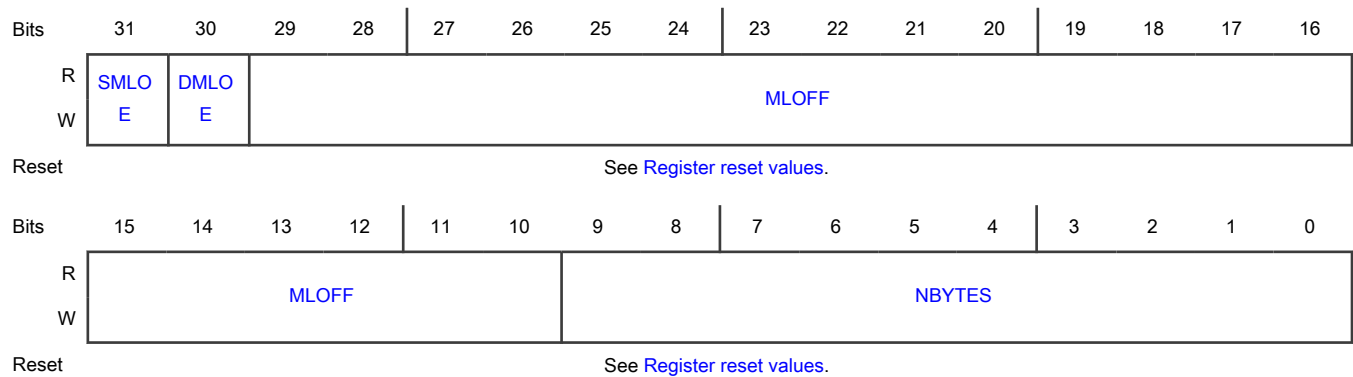 Bits 31 30 29 28 27 26 25 24 23 22 21 20 19 18 17 16
R
SMLO DMLO
MLOFF
E E
W
Reset See Register reset values.
Bits 15 14 13 12 11 10 9 8 7 6 5 4 3 2 1 0
R
MLOFF NBYTES
W
Reset See Register reset values.